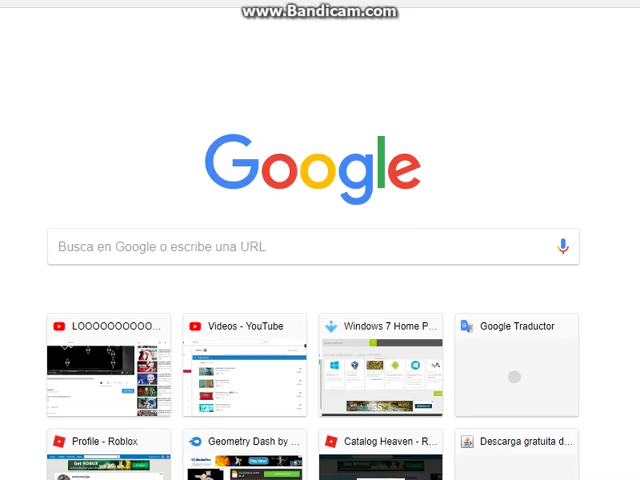 www.Bandicam.com
Google
Busca en Google o escribe una URL
LOOOOOOOOOO...
Videos - YouTube
Windows 7 Home P...
Google Traductor
Profile - Roblox
Geometry Dash by ...
Catalog Heaven - R...
Descarga gratuita d...